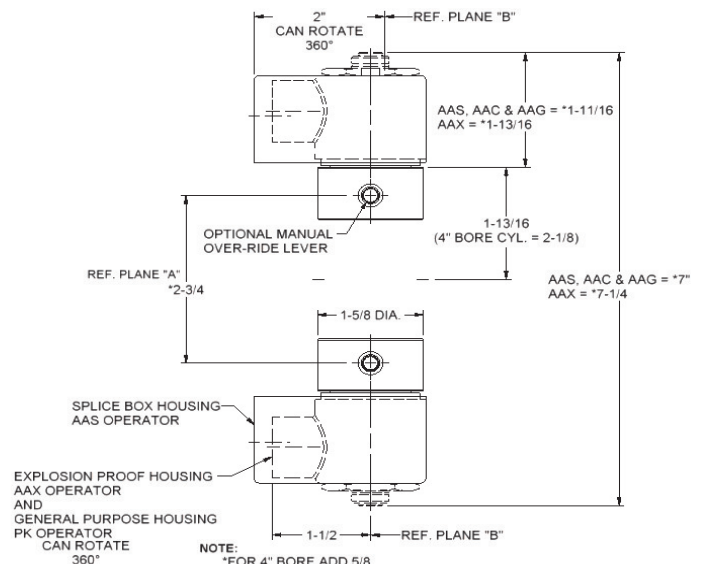 2"
CAN ROTATE
360°
REF. PLANE "B"
AAS, AAC & AAG = *1-11/16
AAX = *1-13/16
OPTIONAL MANUAL
OVER-RIDE LEVER
1-13/16
(4" BORE CYL. = 2-1/8)
REF. PLANE "A"
*2-3/4
AAS, AAC & AAG = *7"
AAX = *7-1/4
1-5/8 DIA.
SPLICE BOX HOUSING
AAS OPERATOR
EXPLOSION PROOF HOUSING
AAX OPERATOR
AND
GENERAL PURPOSE HOUSING
PK OPERATOR
CAN ROTATE
360°
1-1/2
REF. PLANE "B"
NOTE:
*FOR 4" BORE ADD 5/8